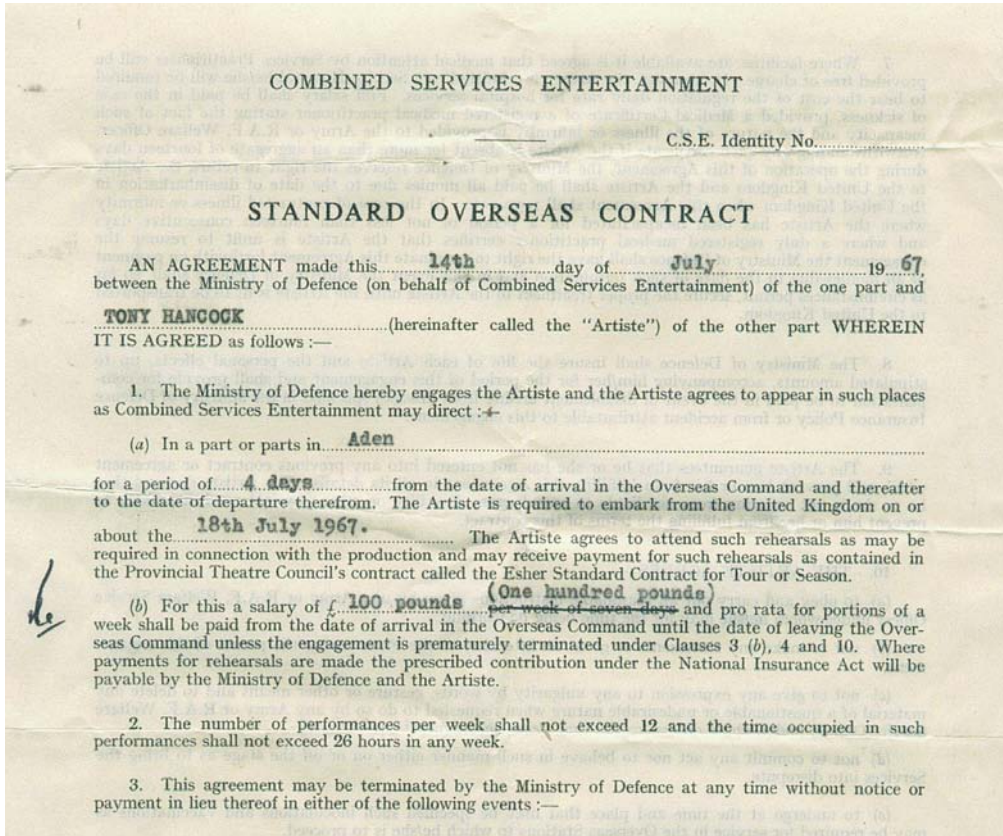 COMBINED SERVICES ENTERTAINMENT
C.S.E. Identity No.
STANDARD OVERSEAS CONTRACT
AN AGREEMENT made this 14th day of July 19 67,
between the Ministry of Defence (on behalf of Combined Services Entertainment) of the one part and
TONY HANCOCK (hereinafter called the "Artiste") of the other part WHEREIN
IT IS AGREED as follows :—
1. The Ministry of Defence hereby engages the Artiste and the Artiste agrees to appear in such places
as Combined Services Entertainment may direct :—
(a) In a part or parts in Aden
for a period of 4 days from the date of arrival in the Overseas Command and thereafter
to the date of departure therefrom. The Artiste is required to embark from the United Kingdom on or
about the 18th July 1967. The Artiste agrees to attend such rehearsals as may be
required in connection with the production and may receive payment for such rehearsals as contained in
the Provincial Theatre Council's contract called the Esher Standard Contract for Tour or Season.
(One hundred pounds)
(b) For this a salary of £ 100 pounds per week of seven days and pro rata for portions of a
week shall be paid from the date of arrival in the Overseas Command until the date of leaving the Over-
seas Command unless the engagement is prematurely terminated under Clauses 3 (b), 4 and 10. Where
payments for rehearsals are made the prescribed contribution under the National Insurance Act will be
payable by the Ministry of Defence and the Artiste.
2. The number of performances per week shall not exceed 12 and the time occupied in such
performances shall not exceed 26 hours in any week.
3. This agreement may be terminated by the Ministry of Defence at any time without notice or
payment in lieu thereof in either of the following events :—